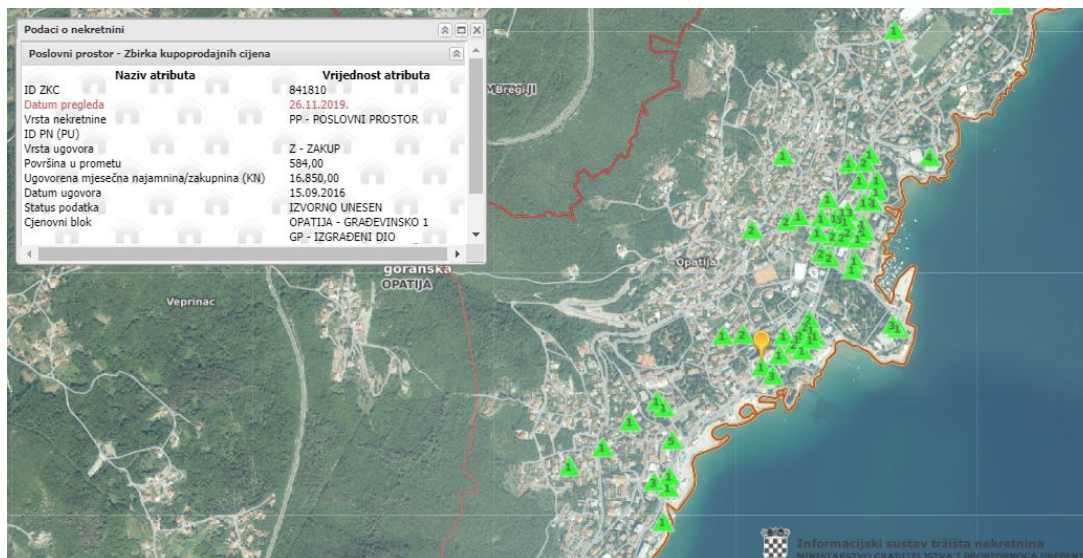 Podaci o nekretnini
Poslovni prostor - Zbirka kupoprodajnih cijena
Naziv atributa Vrijednost atributa
ID ZKC 841810
Datum pregleda 26.11.2019.
Vrsta nekretnine PP - POSLOVNI PROSTOR
ID PN (PU)
Vrsta ugovora Z - ZAKUP
Površina u prometu 584,00
Ugovorena mjesečna najamnina/zakupnina (KN) 16.850,00
Datum ugovora 15.09.2016
Status podatka IZVORNO UNESEN
Cjenovni blok OPATIJA - GRAĐEVINSKO 1
GP - IZGRAĐENI DIO
goranska
OPATIJA
Veprinac
Opatija
Informacijski sustav tržišta nekretnina